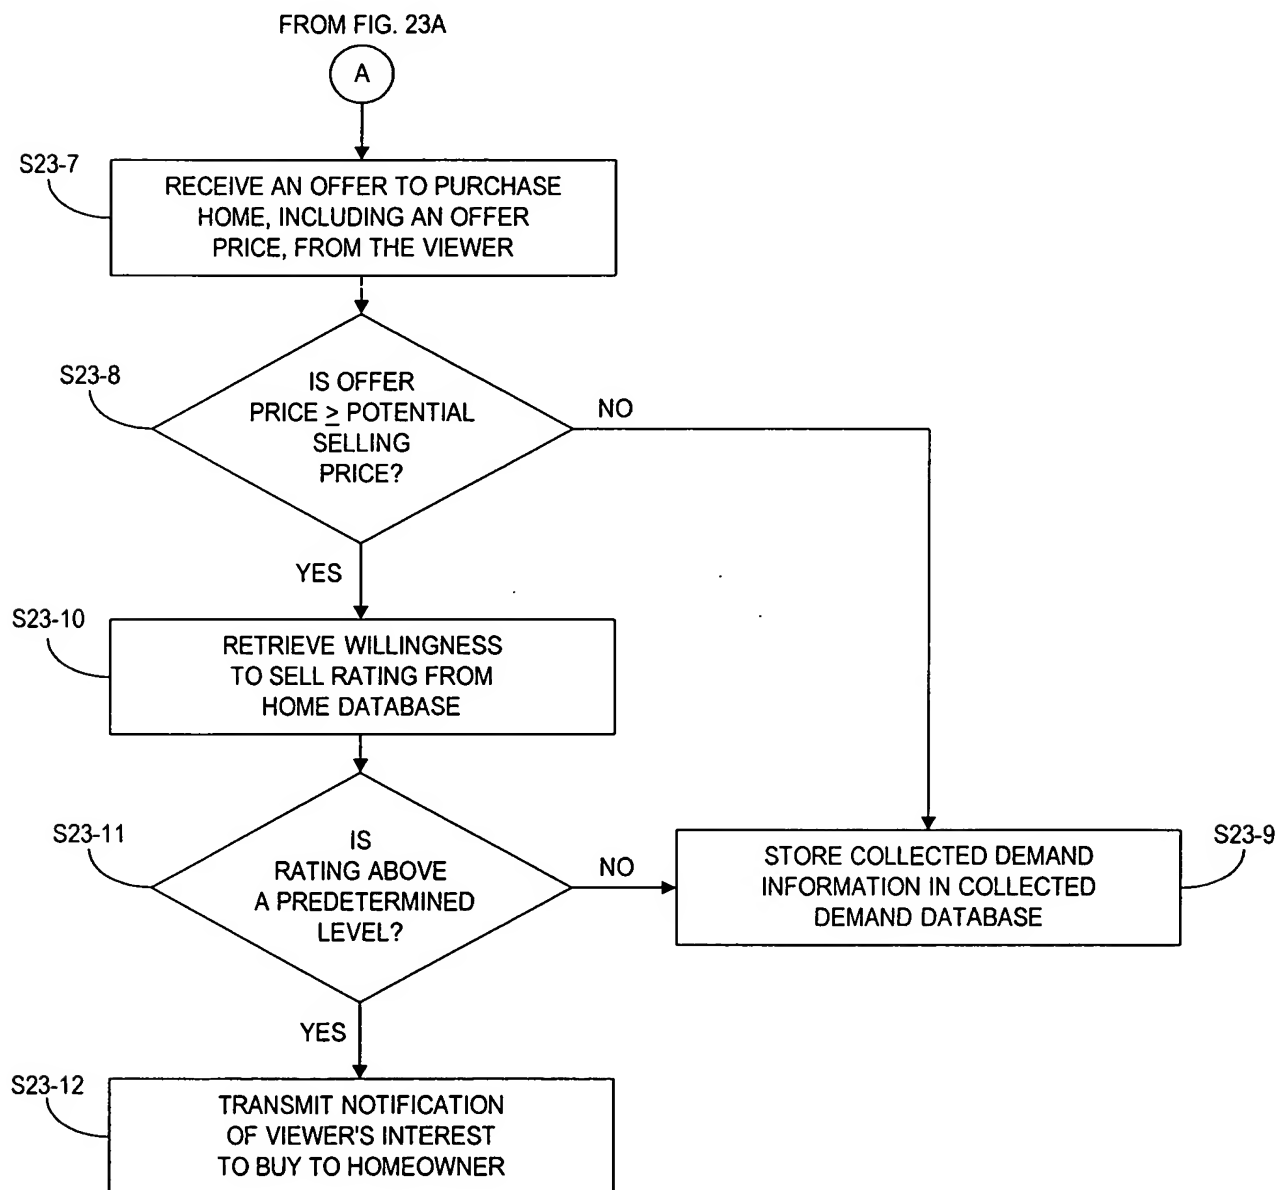 FROM FIG. 23A
A
S23-7
RECEIVE AN OFFER TO PURCHASE
HOME, INCLUDING AN OFFER
PRICE, FROM THE VIEWER
S23-8
IS OFFER
PRICE ≥ POTENTIAL
SELLING
PRICE?
NO
YES
S23-10
RETRIEVE WILLINGNESS
TO SELL RATING FROM
HOME DATABASE
S23-11
IS
RATING ABOVE
A PREDETERMINED
LEVEL?
NO
S23-9
STORE COLLECTED DEMAND
INFORMATION IN COLLECTED
DEMAND DATABASE
YES
S23-12
TRANSMIT NOTIFICATION
OF VIEWER'S INTEREST
TO BUY TO HOMEOWNER